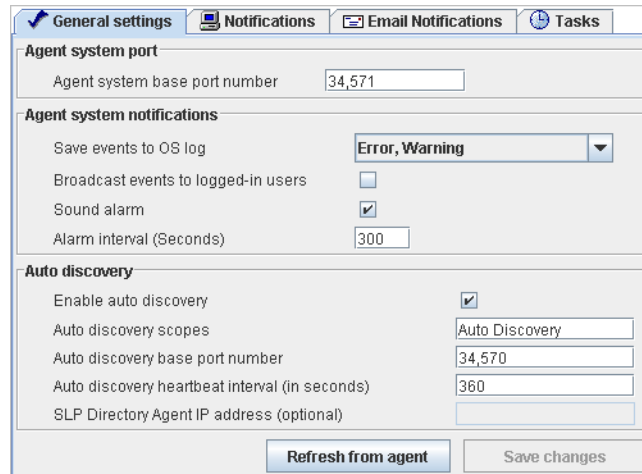 General settings Notifications Email Notifications Tasks
Agent system port
Agent system base port number 34,571
Agent system notifications
Save events to OS log Error, Warning
Broadcast events to logged-in users
Sound alarm
Alarm interval (Seconds) 300
Auto discovery
Enable auto discovery
Auto discovery scopes Auto Discovery
Auto discovery base port number 34,570
Auto discovery heartbeat interval (in seconds) 360
SLP Directory Agent IP address (optional)
Refresh from agent Save changes